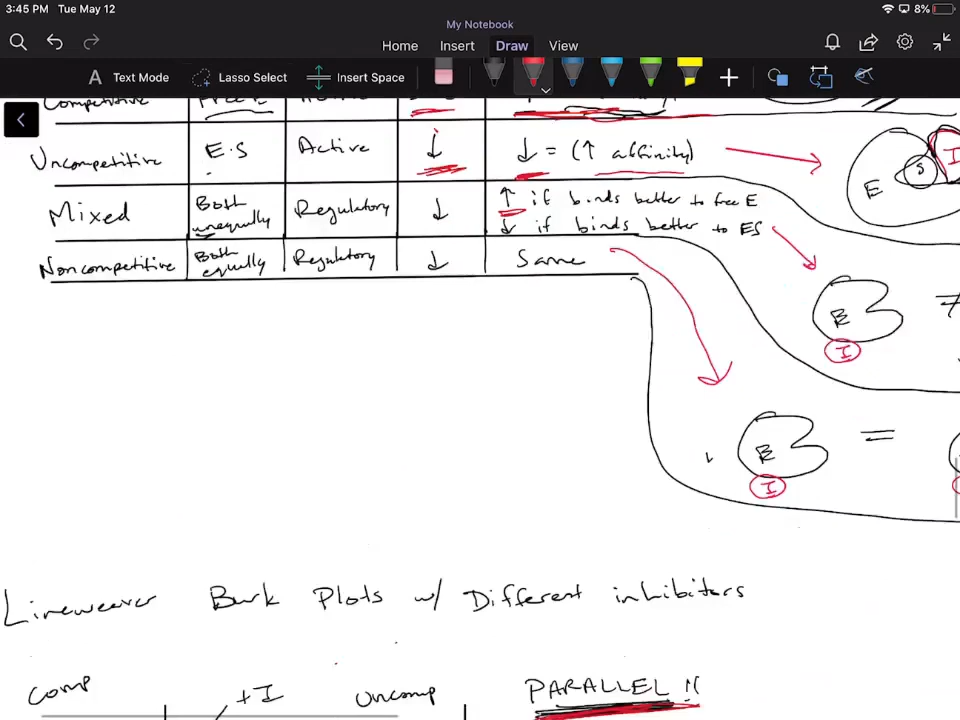 3:45 PM Tue May 12
8%
My Notebook
Home Insert Draw View
Text Mode Lasso Select Insert Space
Competitive Free E
Uncompetitive E·S Active ↓ ↓ = (↑ affinity)
E S I
Mixed Both unequally Regulatory ↓ ↑ if binds better to free E
↓ if binds better to ES
Noncompetitive Both equally Regulatory ↓ Same
E ≠
I
E =
I
Lineweaver Burk Plots w/ Different inhibitors
Comp +I Uncomp PARALLEL !!